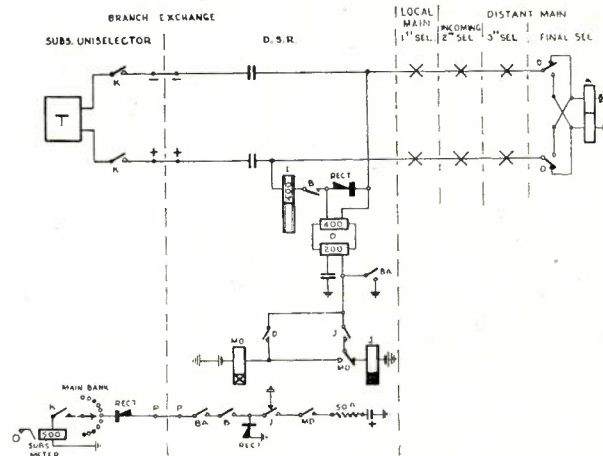 BRANCH EXCHANGE
LOCAL MAIN
DISTANT MAIN
SUBS. UNISELECTOR
D.S.R.
1ST SEL.
INCOMING 2ND SEL
3RD SEL
FINAL SEL
K
− −
D
A
T
K
+ +
D
I
400
B
RECT
400
D
200
BA
D
J
MD
MD
J
MAIN BANK
K
RECT
P
P
BA
B
J
MD
50Ω
+
500
SUBS METER
RECT